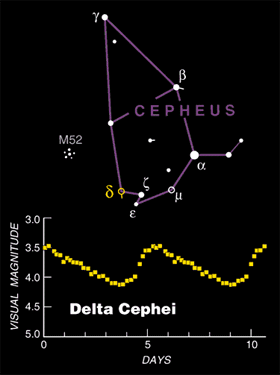 γ
β
CEPHEUS
M52
α
δ
ζ
μ
ε
VISUAL MAGNITUDE
3.0
3.5
4.0
4.5
5.0
Delta Cephei
0
5
10
DAYS